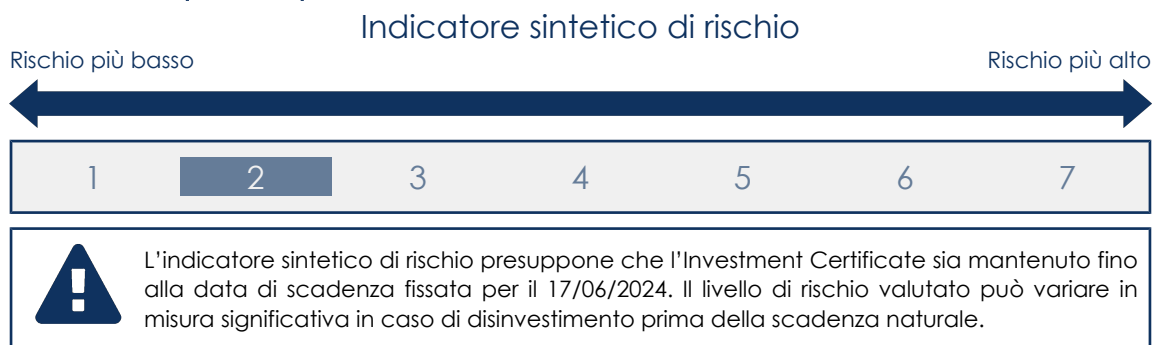 Indicatore sintetico di rischio
Rischio più basso Rischio più alto
1 2 3 4 5 6 7
L'indicatore sintetico di rischio presuppone che l'Investment Certificate sia mantenuto fino
alla data di scadenza fissata per il 17/06/2024. Il livello di rischio valutato può variare in
misura significativa in caso di disinvestimento prima della scadenza naturale.